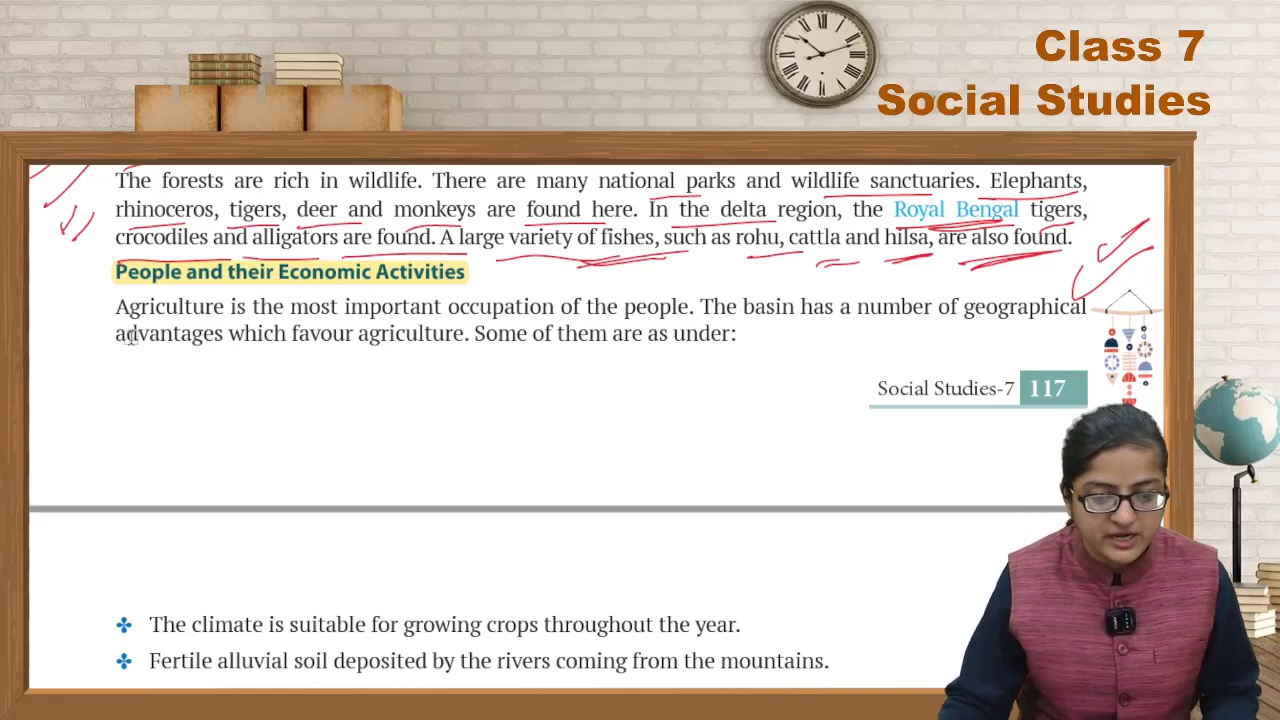 Class 7
Social Studies
The forests are rich in wildlife. There are many national parks and wildlife sanctuaries. Elephants,
rhinoceros, tigers, deer and monkeys are found here. In the delta region, the Royal Bengal tigers,
crocodiles and alligators are found. A large variety of fishes, such as rohu, cattla and hilsa, are also found.
People and their Economic Activities
Agriculture is the most important occupation of the people. The basin has a number of geographical
advantages which favour agriculture. Some of them are as under:
Social Studies-7 117
The climate is suitable for growing crops throughout the year.
Fertile alluvial soil deposited by the rivers coming from the mountains.